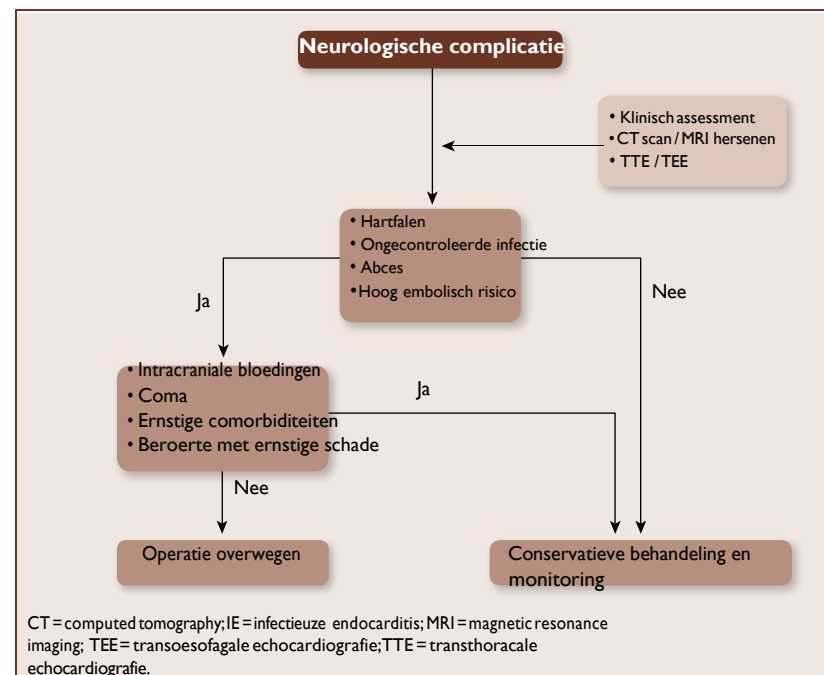 Neurologische complicatie
• Klinisch assessment
• CT scan / MRI hersenen
• TTE / TEE
• Hartfalen
• Ongecontroleerde infectie
• Abces
• Hoog embolisch risico
Ja
Nee
• Intracraniale bloedingen
• Coma
• Ernstige comorbiditeiten
• Beroerte met ernstige schade
Ja
Nee
Operatie overwegen
Conservatieve behandeling en
monitoring
CT = computed tomography; IE = infectieuze endocarditis; MRI = magnetic resonance
imaging; TEE = transoesofagale echocardiografie; TTE = transthoracale
echocardiografie.